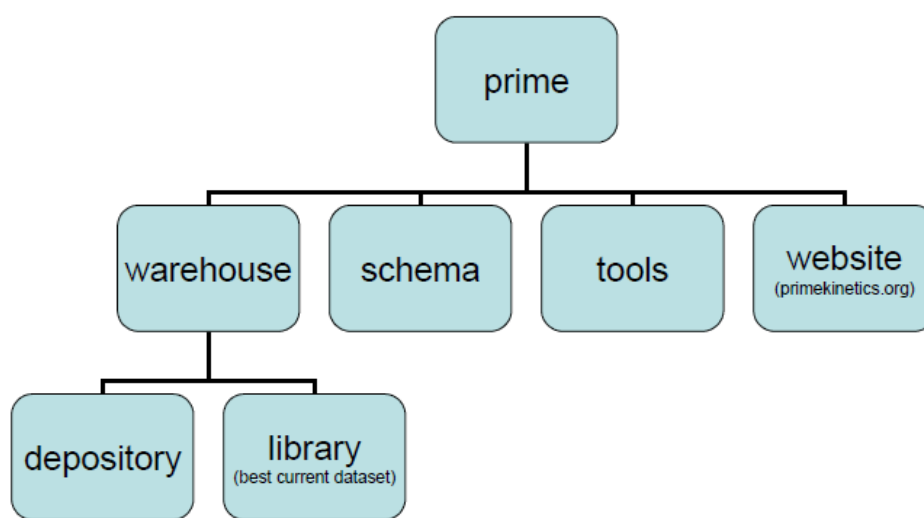 prime
warehouse
schema
tools
website
(primekinetics.org)
depository
library
(best current dataset)